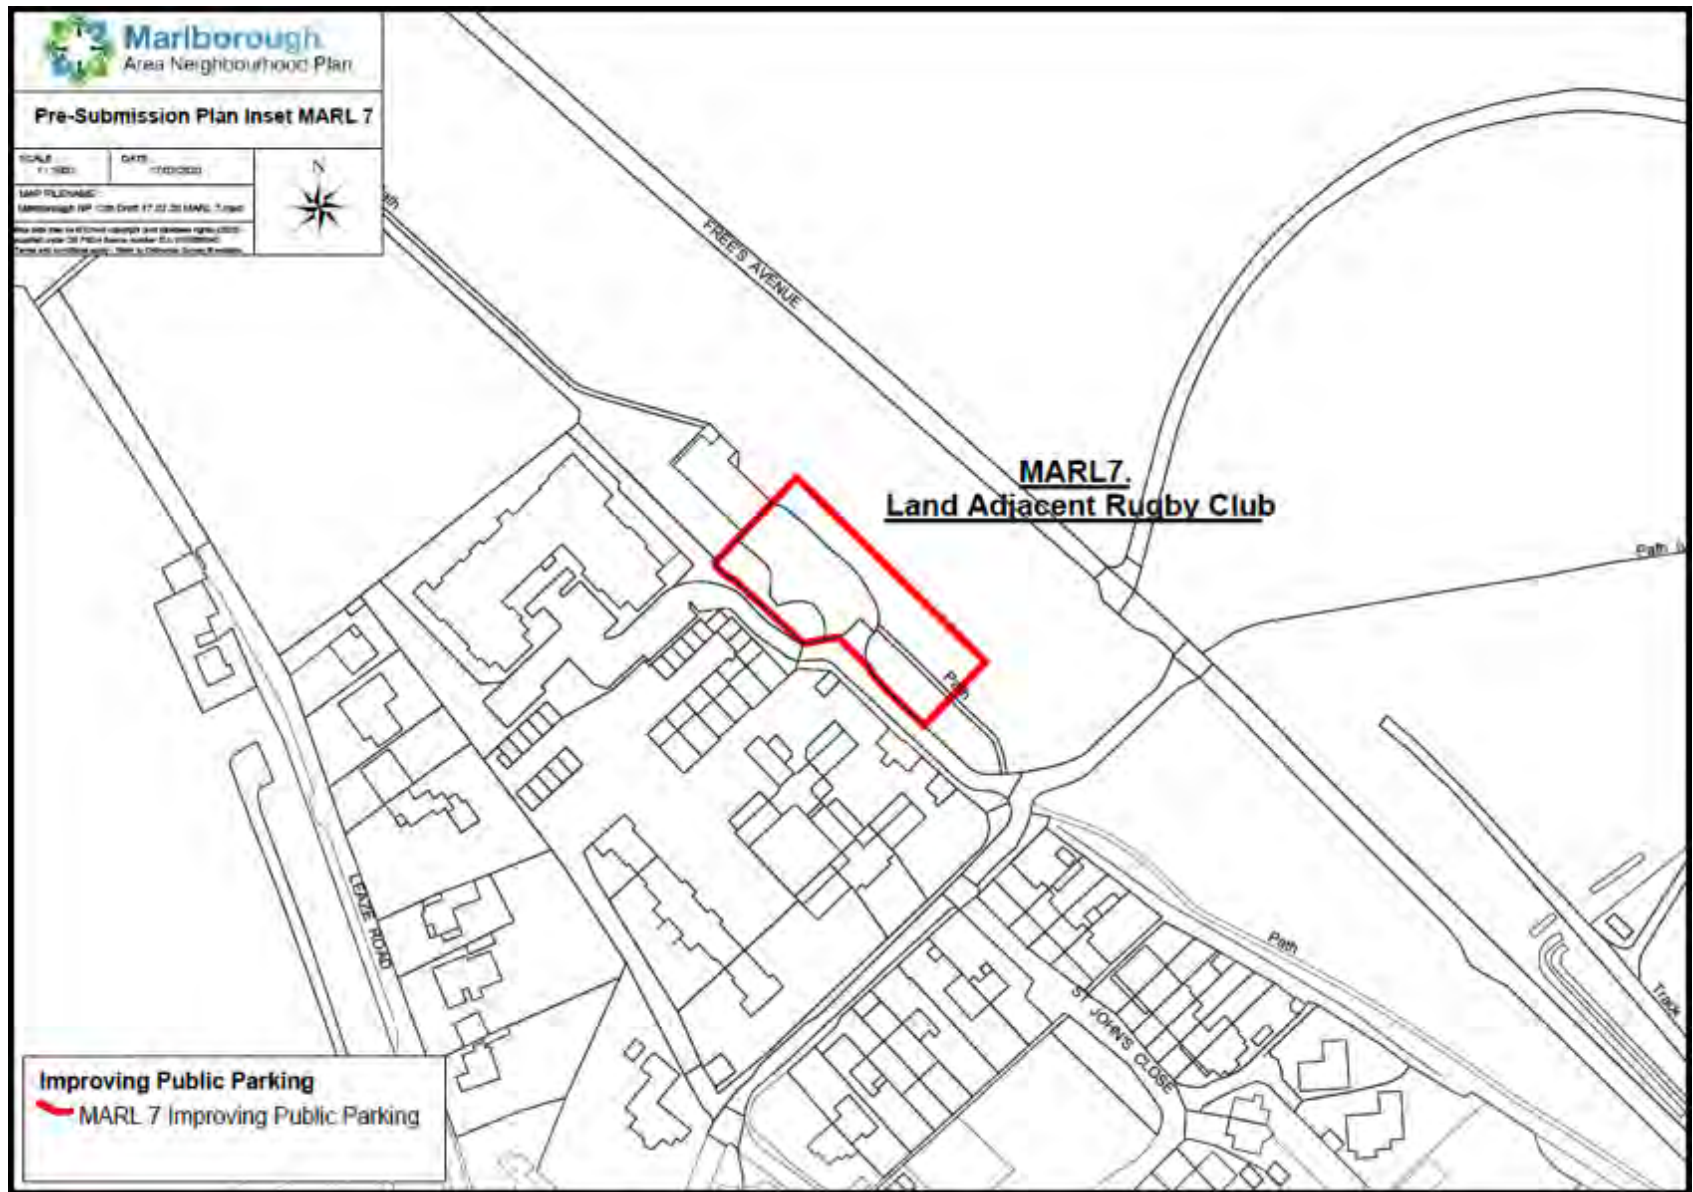 Marlborough
Area Neighbourhood Plan
Pre-Submission Plan Inset MARL 7
SCALE
DATE
N
MAP FILENAME
Path
FREE'S AVENUE
MARL7.
Land Adjacent Rugby Club
Path
Path
LEAZE ROAD
Path
Track
ST JOHN'S CLOSE
Improving Public Parking
MARL 7 Improving Public Parking